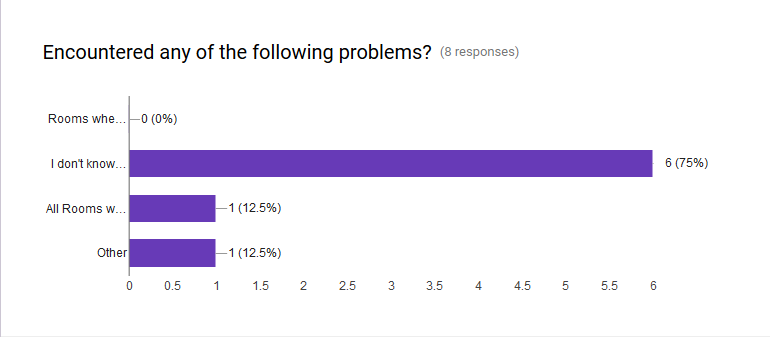 Encountered any of the following problems? (8 responses)
Rooms whe... 0 (0%)
I don't know... 6 (75%)
All Rooms w... 1 (12.5%)
Other 1 (12.5%)
0 0.5 1 1.5 2 2.5 3 3.5 4 4.5 5 5.5 6